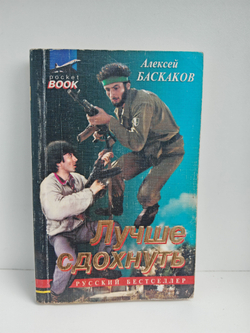 pocket
BOOK
Алексей
БАСКАКОВ
Лучше
сдохнуть
РУССКИЙ БЕСТСЕЛЛЕР